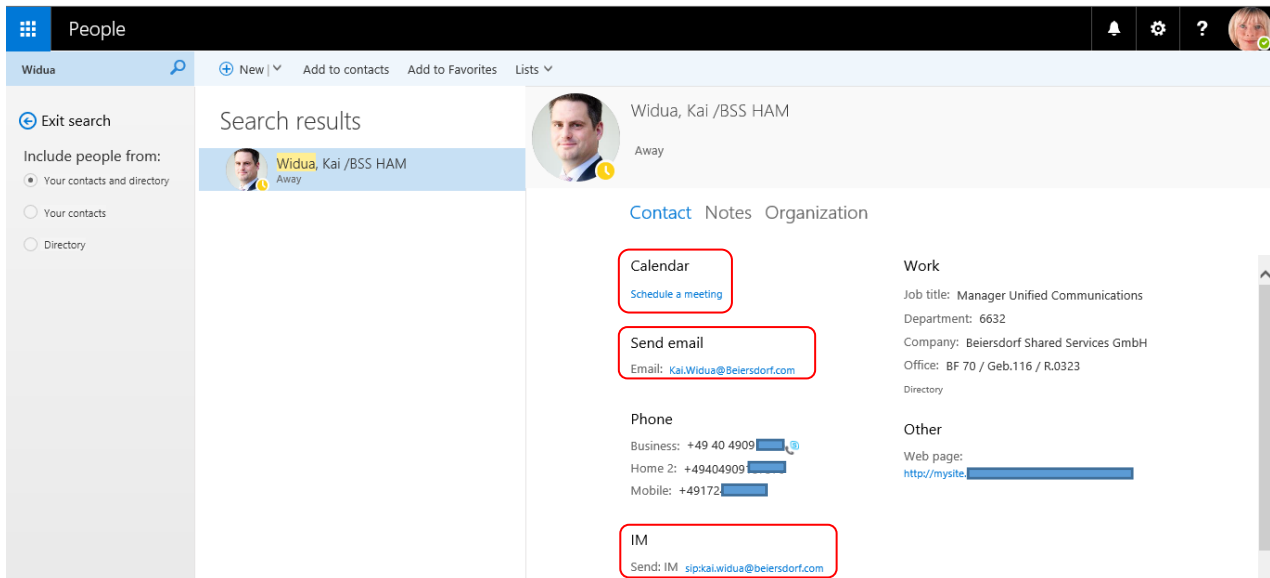 People
?
Widua
New
Add to contacts
Add to Favorites
Lists
Exit search
Include people from:
Your contacts and directory
Your contacts
Directory
Search results
Widua, Kai /BSS HAM
Away
Widua, Kai /BSS HAM
Away
Contact Notes Organization
Calendar
Schedule a meeting
Send email
Email: Kai.Widua@Beiersdorf.com
Phone
Business: +49 40 4909
Home 2: +49404909
Mobile: +49172
IM
Send: IM sip:kai.widua@beiersdorf.com
Work
Job title: Manager Unified Communications
Department: 6632
Company: Beiersdorf Shared Services GmbH
Office: BF 70 / Geb.116 / R.0323
Directory
Other
Web page:
http://mysite.